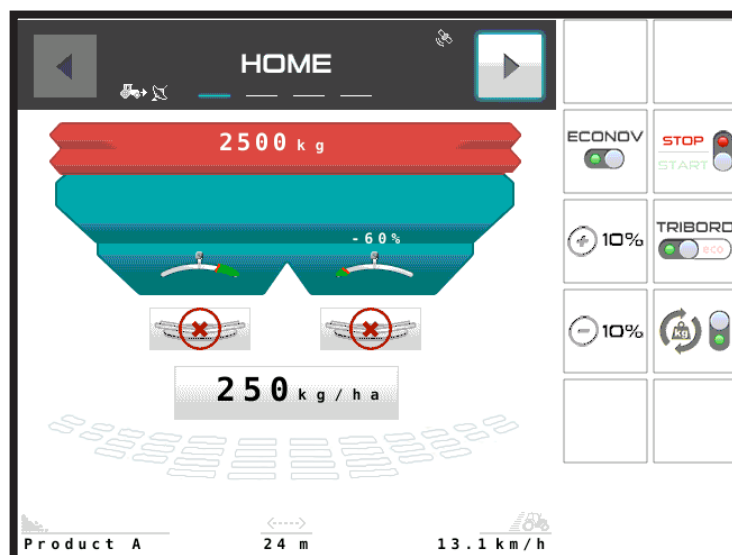 HOME
2500 kg
ECONOV
STOP
START
-60%
10%
TRIBORD
eco
10%
kg
250 kg/ha
Product A
24 m
13.1 km/h